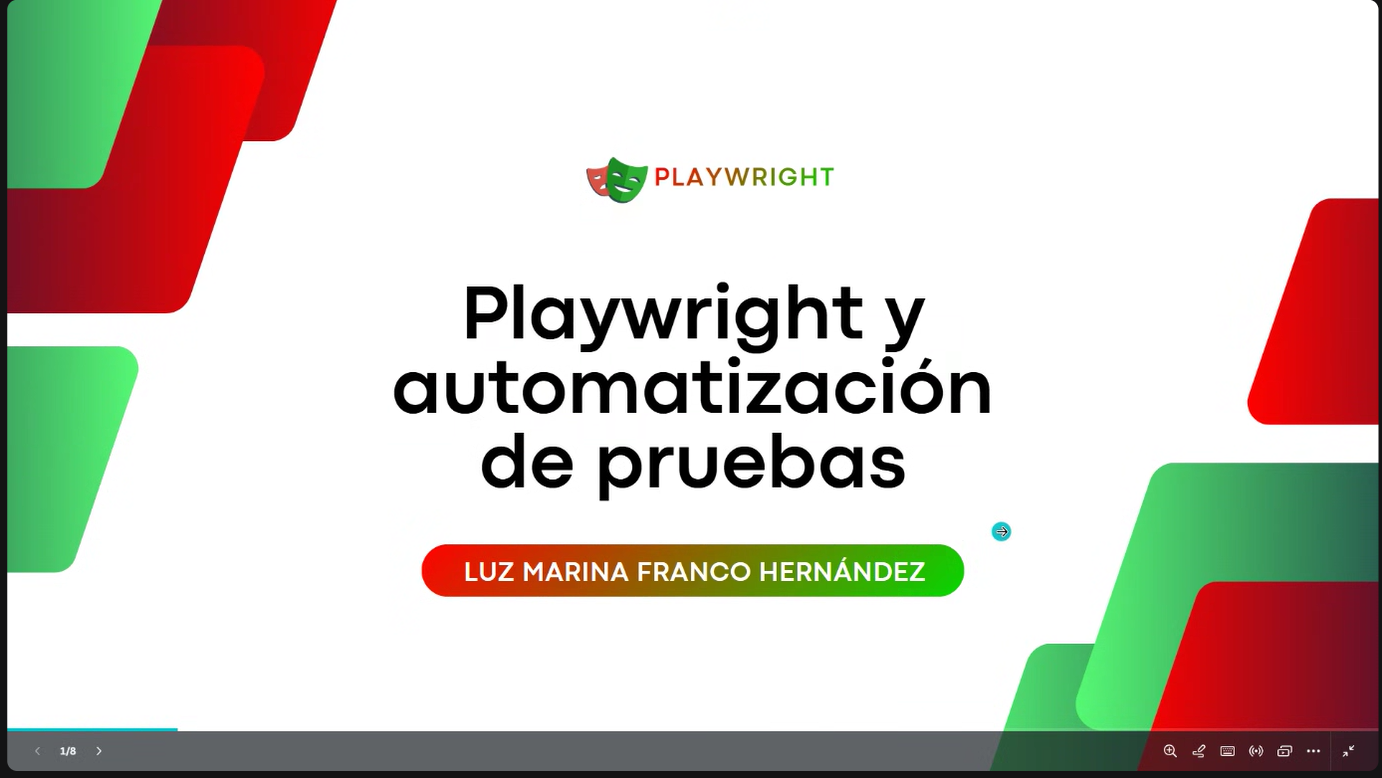 PLAYWRIGHT
Playwright y
automatización
de pruebas
LUZ MARINA FRANCO HERNÁNDEZ
1/8